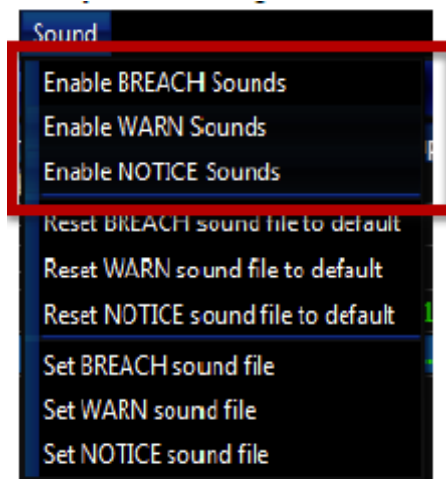 Sound
Enable BREACH Sounds
Enable WARN Sounds
Enable NOTICE Sounds
Reset BREACH sound file to default
Reset WARN sound file to default
Reset NOTICE sound file to default
Set BREACH sound file
Set WARN sound file
Set NOTICE sound file